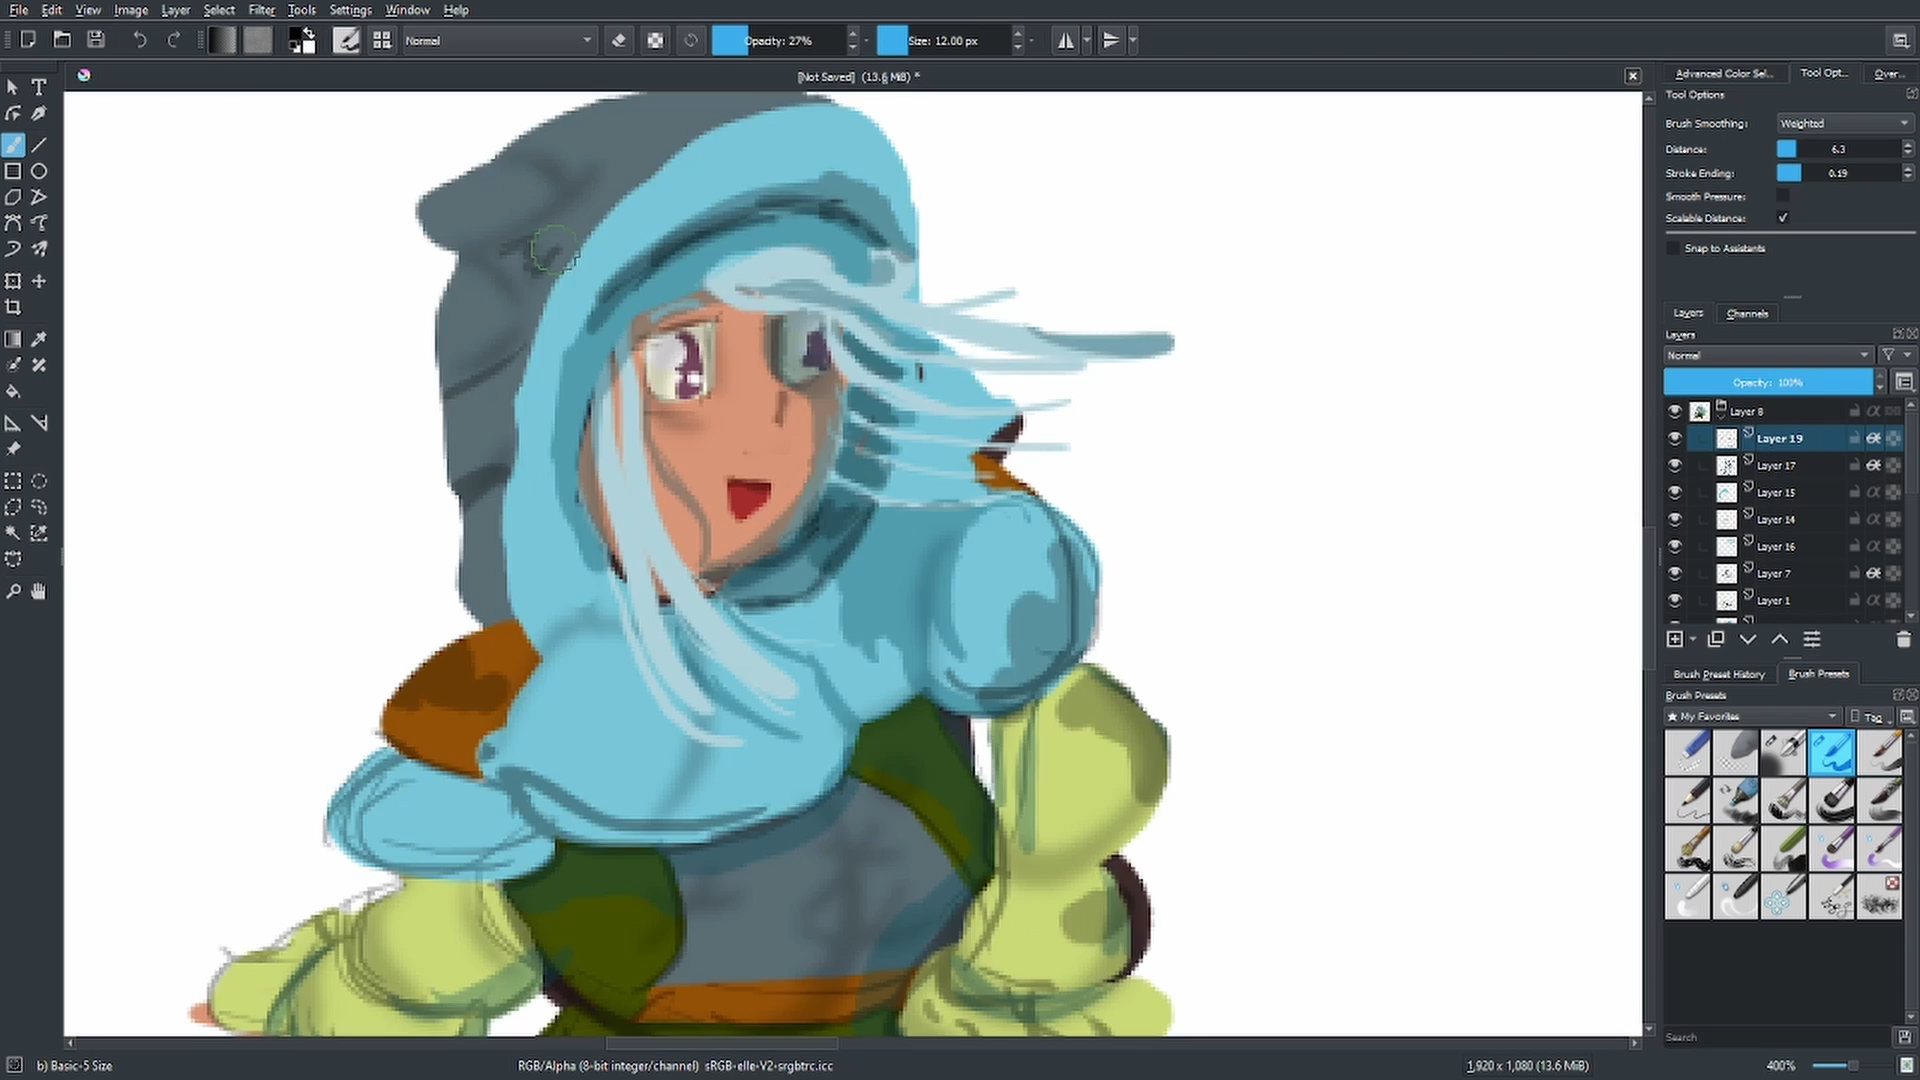 File Edit View Image Layer Select Filter Tools Settings Window Help
Normal Opacity: 27% Size: 12.00 px
[Not Saved] (13.6 MiB) *
Advanced Color Sel... Tool Opt... Over...
Tool Options
Brush Smoothing: Weighted
Distance: 6.3
Stroke Ending: 0.19
Smooth Pressure:
Scalable Distance: ✓
Snap to Assistants
Layers Channels
Layers
Normal
Opacity: 100%
Layer 8
Layer 19
Layer 17
Layer 15
Layer 14
Layer 16
Layer 7
Layer 1
Brush Preset History Brush Presets
Brush Presets
★ My Favorites Tag
Search
b) Basic-5 Size RGB/Alpha (8-bit integer/channel) sRGB-elle-V2-srgbtrc.icc 1,920 x 1,080 (13.6 MiB) 400%